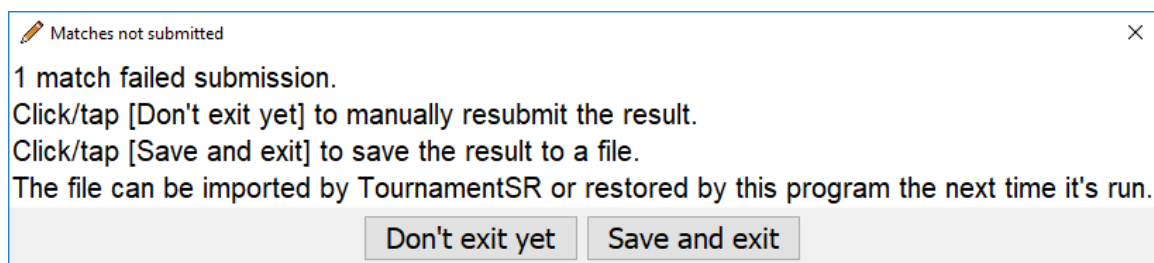 Matches not submitted
1 match failed submission.
Click/tap [Don't exit yet] to manually resubmit the result.
Click/tap [Save and exit] to save the result to a file.
The file can be imported by TournamentSR or restored by this program the next time it's run.
Don't exit yet
Save and exit